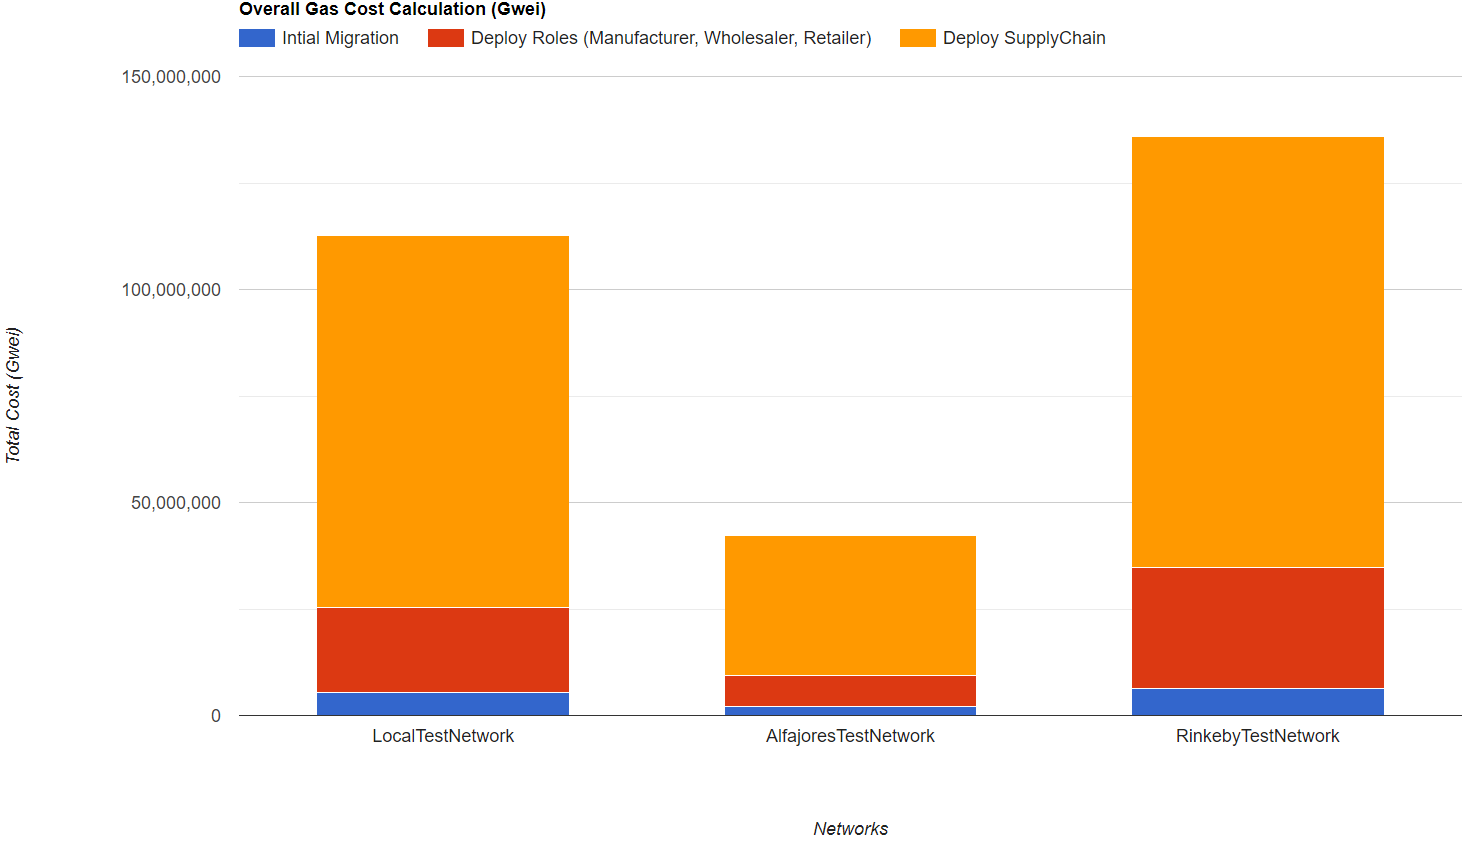 Overall Gas Cost Calculation (Gwei)
Intial Migration
Deploy Roles (Manufacturer, Wholesaler, Retailer)
Deploy SupplyChain
150,000,000
100,000,000
50,000,000
0
Total Cost (Gwei)
LocalTestNetwork
AlfajoresTestNetwork
RinkebyTestNetwork
Networks